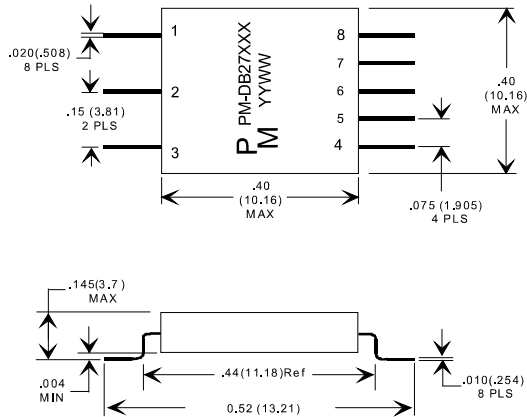 .020(.508)
8 PLS
.15 (3.81)
2 PLS
1
2
3
PM
PM-DB27XXX
YYWW
8
7
6
5
4
.40
(10.16)
MAX
.40
(10.16)
MAX
.075 (1.905)
4 PLS
.145(3.7)
MAX
.004
MIN
.44(11.18)Ref
0.52 (13.21)
.010(.254)
8 PLS